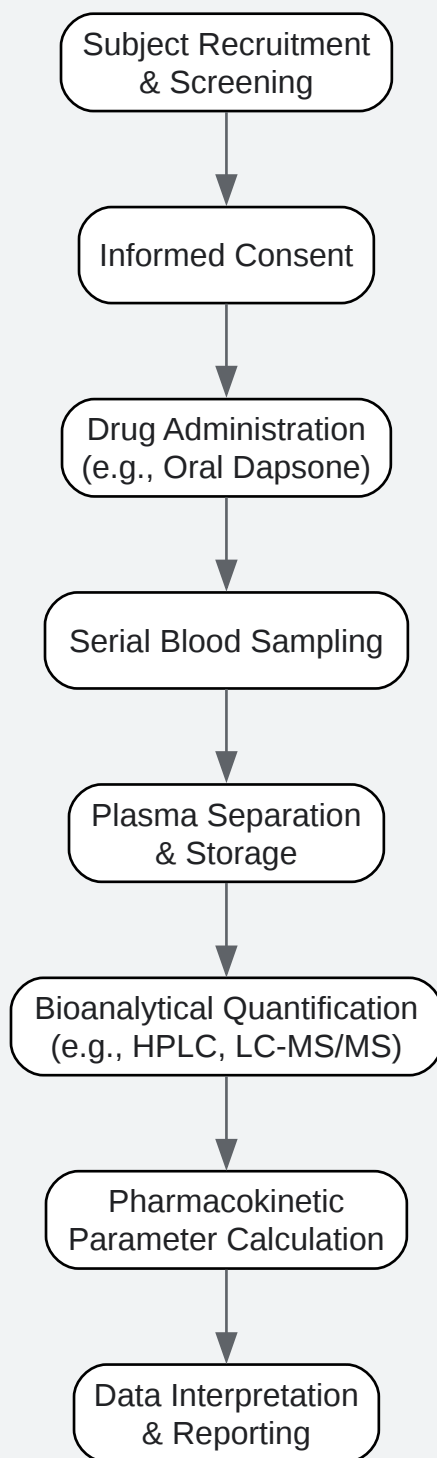 Subject Recruitment
& Screening
Informed Consent
Drug Administration
(e.g., Oral Dapsone)
Serial Blood Sampling
Plasma Separation
& Storage
Bioanalytical Quantification
(e.g., HPLC, LC-MS/MS)
Pharmacokinetic
Parameter Calculation
Data Interpretation
& Reporting